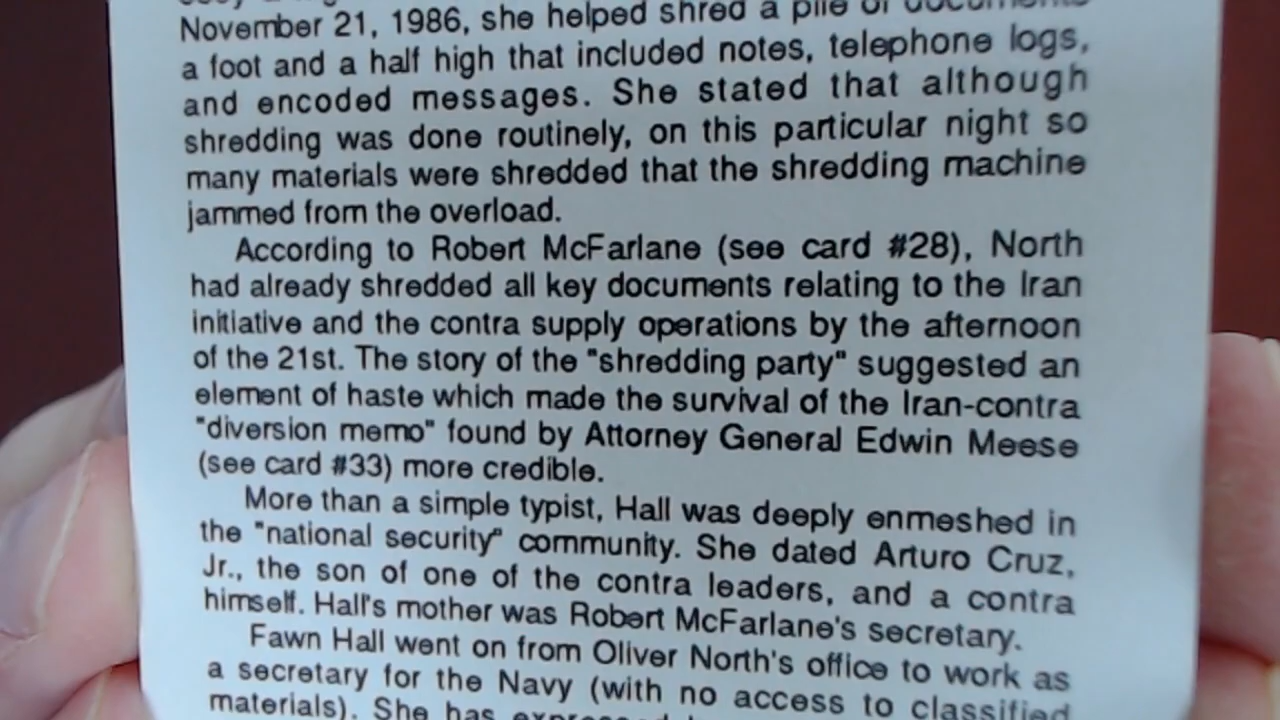 November 21, 1986, she helped shred a pile of documents
a foot and a half high that included notes, telephone logs,
and encoded messages. She stated that although
shredding was done routinely, on this particular night so
many materials were shredded that the shredding machine
jammed from the overload.
According to Robert McFarlane (see card #28), North
had already shredded all key documents relating to the Iran
initiative and the contra supply operations by the afternoon
of the 21st. The story of the "shredding party" suggested an
element of haste which made the survival of the Iran-contra
"diversion memo" found by Attorney General Edwin Meese
(see card #33) more credible.
More than a simple typist, Hall was deeply enmeshed in
the "national security" community. She dated Arturo Cruz,
Jr., the son of one of the contra leaders, and a contra
himself. Hall's mother was Robert McFarlane's secretary.
Fawn Hall went on from Oliver North's office to work as
a secretary for the Navy (with no access to classified
materials). She has